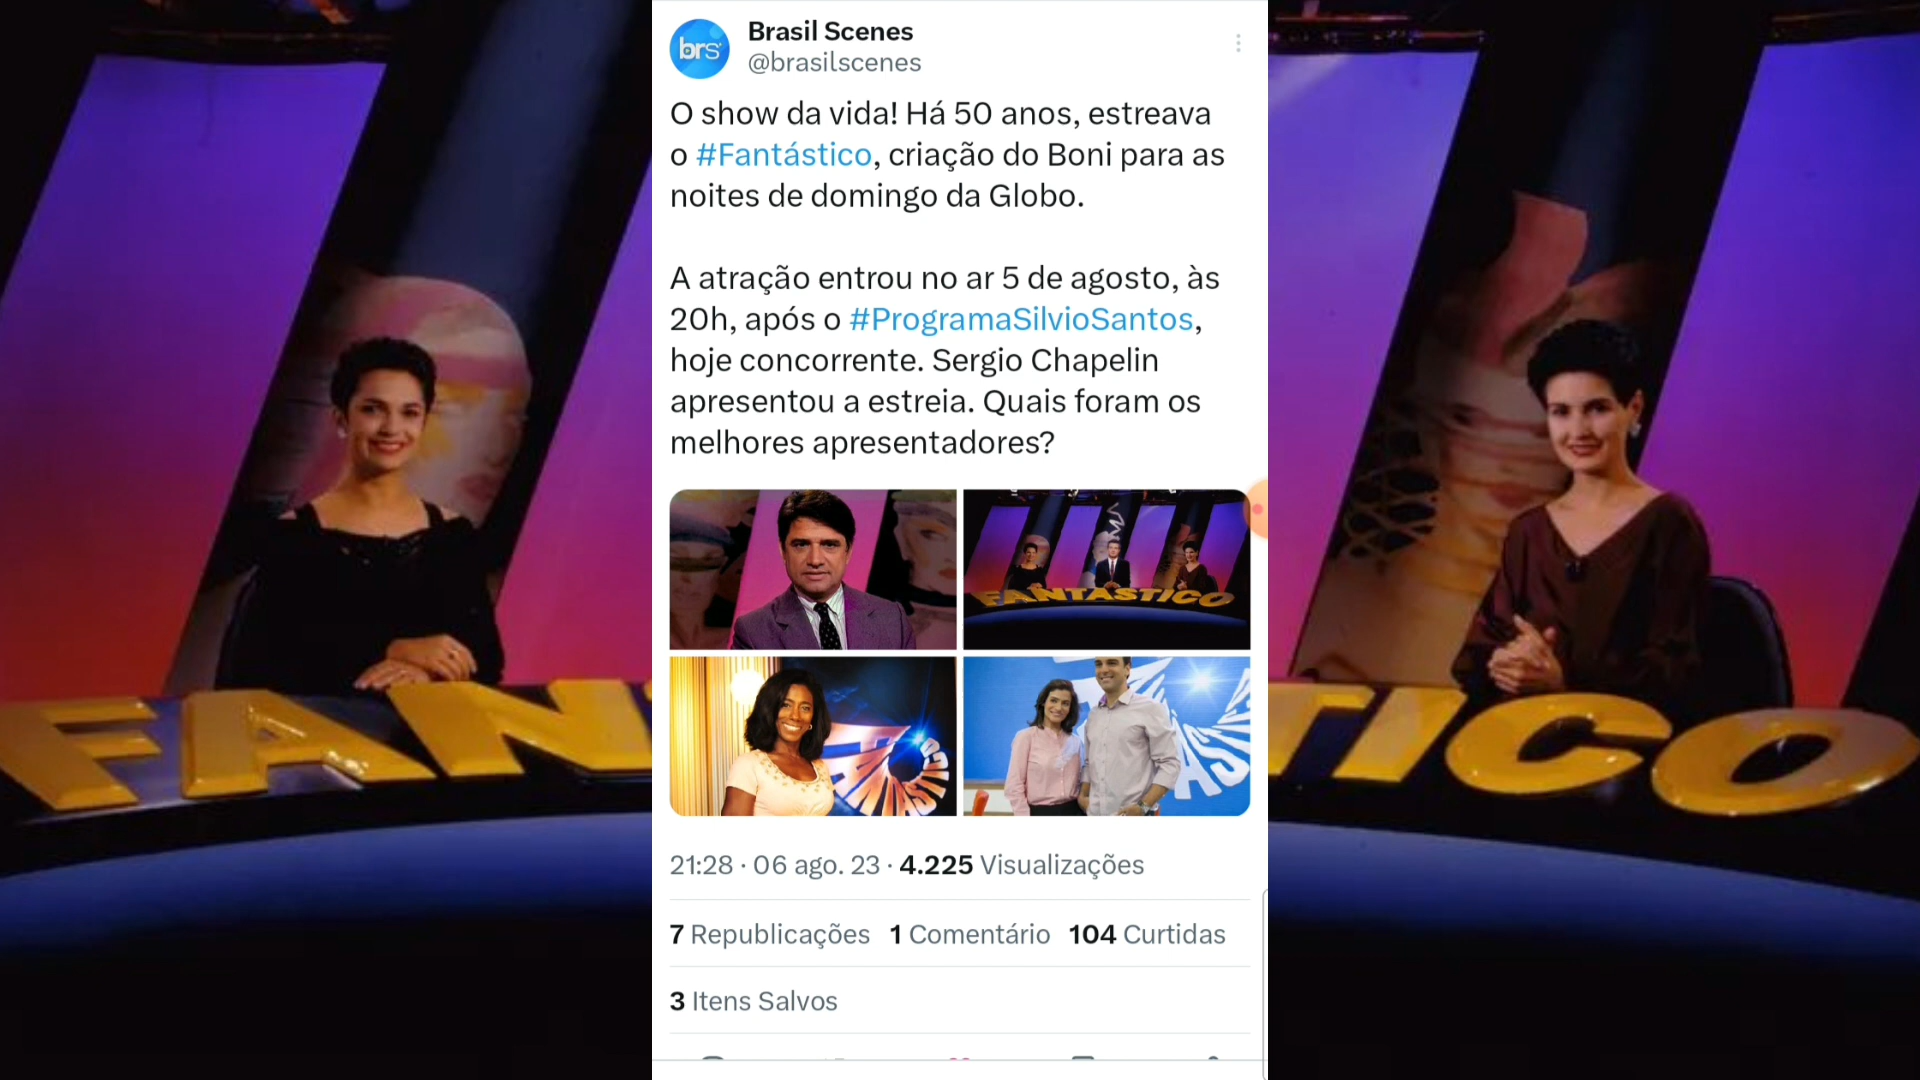 brs
Brasil Scenes
@brasilscenes
O show da vida! Há 50 anos, estreava
o #Fantástico, criação do Boni para as
noites de domingo da Globo.
A atração entrou no ar 5 de agosto, às
20h, após o #ProgramaSilvioSantos,
hoje concorrente. Sergio Chapelin
apresentou a estreia. Quais foram os
melhores apresentadores?
FANTÁSTICO
FANTÁSTICO
21:28 · 06 ago. 23 · 4.225 Visualizações
7 Republicações 1 Comentário 104 Curtidas
3 Itens Salvos
FAN
TICO